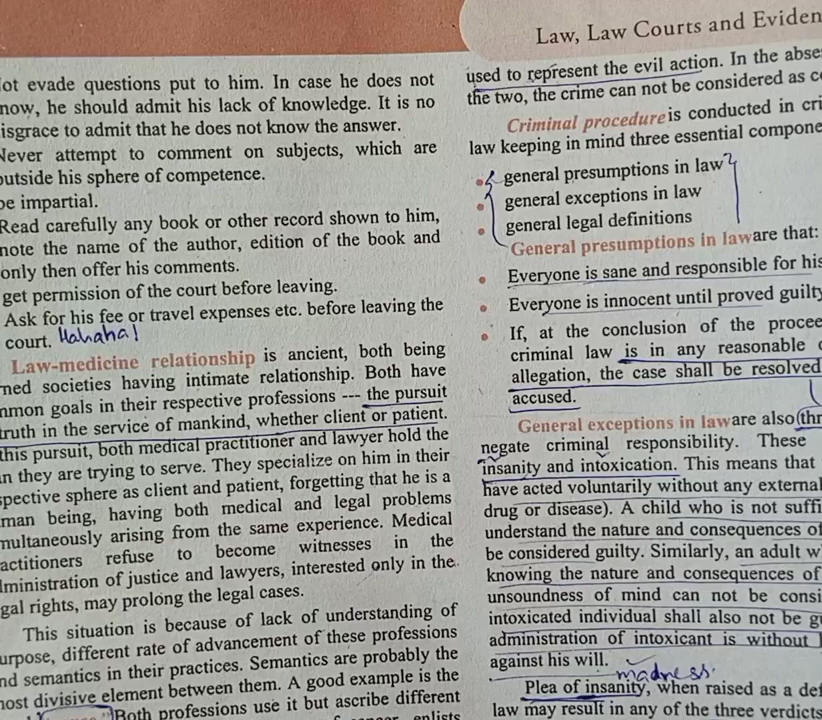 Law, Law Courts and Eviden
ot evade questions put to him. In case he does not
now, he should admit his lack of knowledge. It is no
isgrace to admit that he does not know the answer.
Never attempt to comment on subjects, which are
outside his sphere of competence.
be impartial.
Read carefully any book or other record shown to him,
note the name of the author, edition of the book and
only then offer his comments.
get permission of the court before leaving.
Ask for his fee or travel expenses etc. before leaving the
court. Hahaha!
Law-medicine relationship is ancient, both being
ned societies having intimate relationship. Both have
mmon goals in their respective professions --- the pursuit
truth in the service of mankind, whether client or patient.
this pursuit, both medical practitioner and lawyer hold the
n they are trying to serve. They specialize on him in their
spective sphere as client and patient, forgetting that he is a
man being, having both medical and legal problems
multaneously arising from the same experience. Medical
actitioners refuse to become witnesses in the
lministration of justice and lawyers, interested only in the
gal rights, may prolong the legal cases.
This situation is because of lack of understanding of
urpose, different rate of advancement of these professions
nd semantics in their practices. Semantics are probably the
most divisive element between them. A good example is the
Both professions use it but ascribe different
enlists
used to represent the evil action. In the abse
the two, the crime can not be considered as c
Criminal procedure is conducted in cri
law keeping in mind three essential compone
• general presumptions in law
• general exceptions in law
• general legal definitions
General presumptions in law are that:
• Everyone is sane and responsible for his
• Everyone is innocent until proved guilty
• If, at the conclusion of the procee
criminal law is in any reasonable
allegation, the case shall be resolved
accused.
General exceptions in law are also (thr
negate criminal responsibility. These
insanity and intoxication. This means that
have acted voluntarily without any external
drug or disease). A child who is not suffi
understand the nature and consequences of
be considered guilty. Similarly, an adult w
knowing the nature and consequences of
unsoundness of mind can not be consi
intoxicated individual shall also not be g
administration of intoxicant is without
against his will.
madness.
Plea of insanity, when raised as a def
law may result in any of the three verdicts